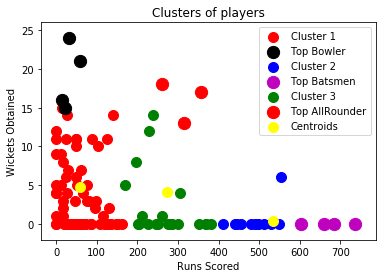 Clusters of players
Cluster 1
Top Bowler
Cluster 2
Top Batsmen
Cluster 3
Top AllRounder
Centroids
Wickets Obtained
25
20
15
10
5
0
0 100 200 300 400 500 600 700
Runs Scored